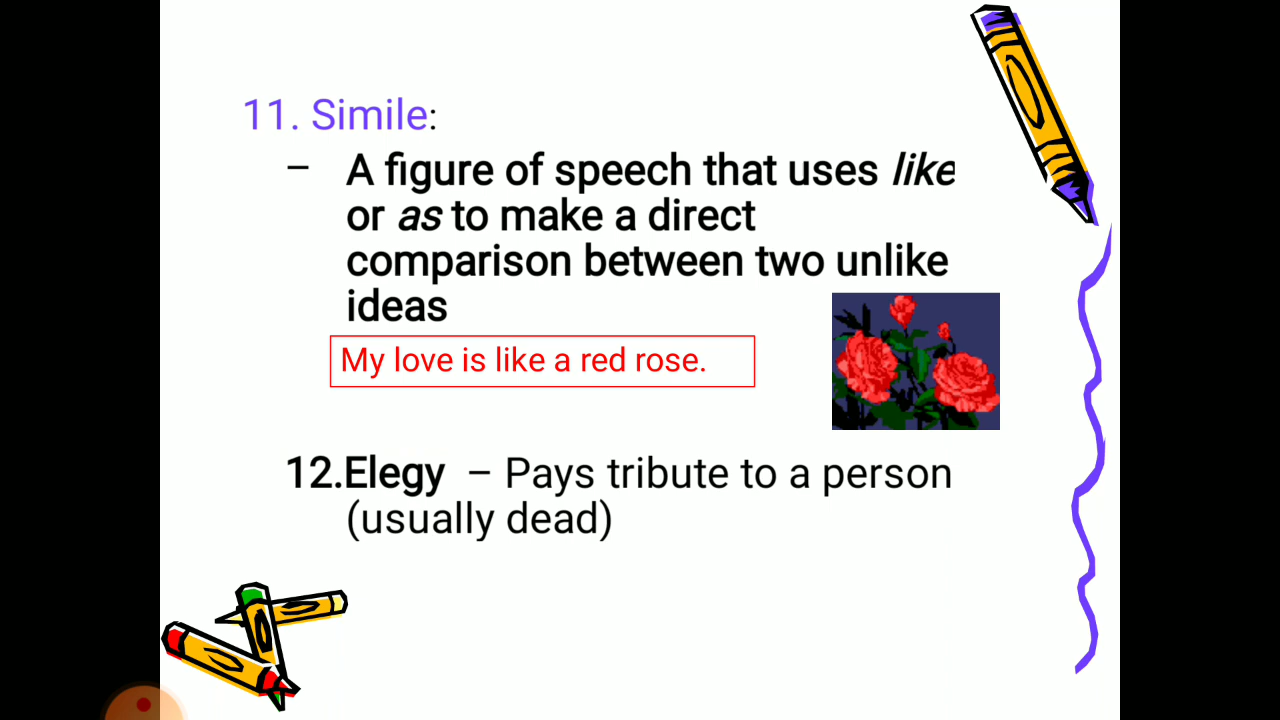 11. Simile:
– A figure of speech that uses like
or as to make a direct
comparison between two unlike
ideas
My love is like a red rose.
12.Elegy – Pays tribute to a person
(usually dead)